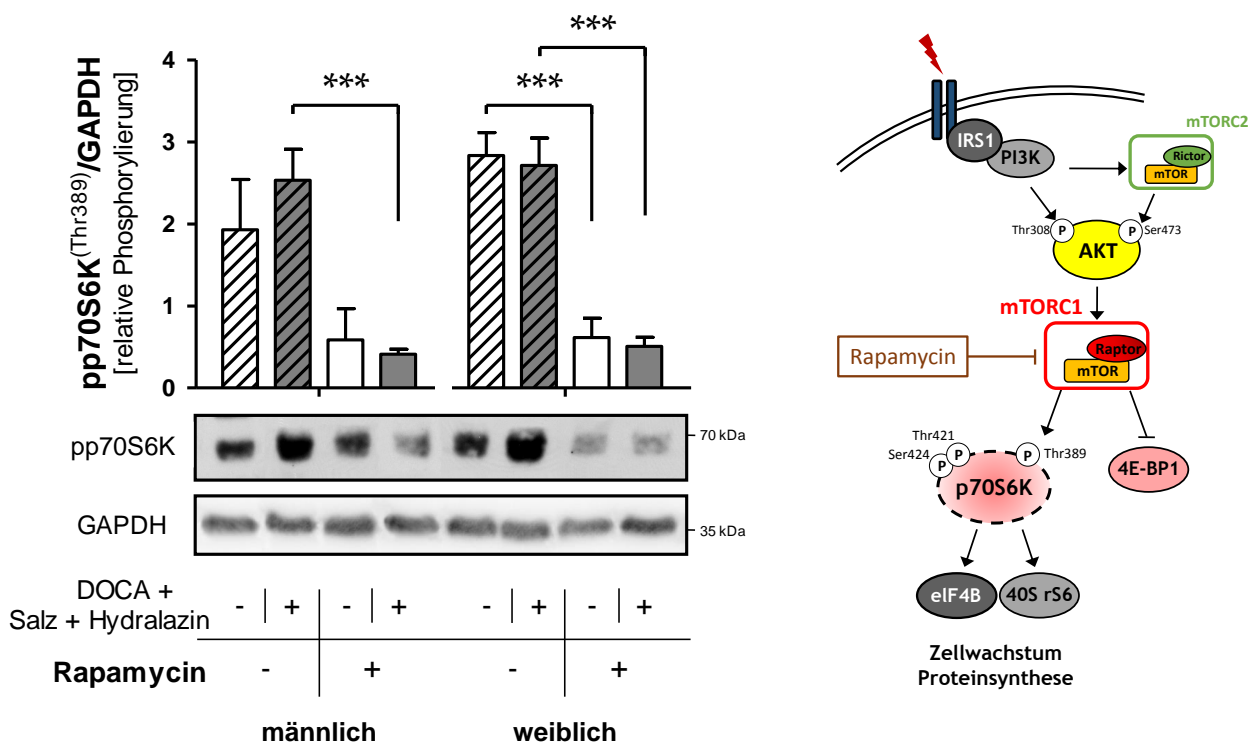 pp70S6K(Thr389)/GAPDH
[relative Phosphorylierung]
4
3
2
1
0
***
***
***
pp70S6K
70 kDa
GAPDH
35 kDa
DOCA +
Salz + Hydralazin
- + - + - + - +
Rapamycin - + - +
männlich weiblich
IRS1
PI3K
mTORC2
Rictor
mTOR
Thr308
P
P
Ser473
AKT
mTORC1
Rapamycin
Raptor
mTOR
Thr421
Ser424
P
P
P
Thr389
p70S6K
4E-BP1
eIF4B
40S rS6
Zellwachstum
Proteinsynthese